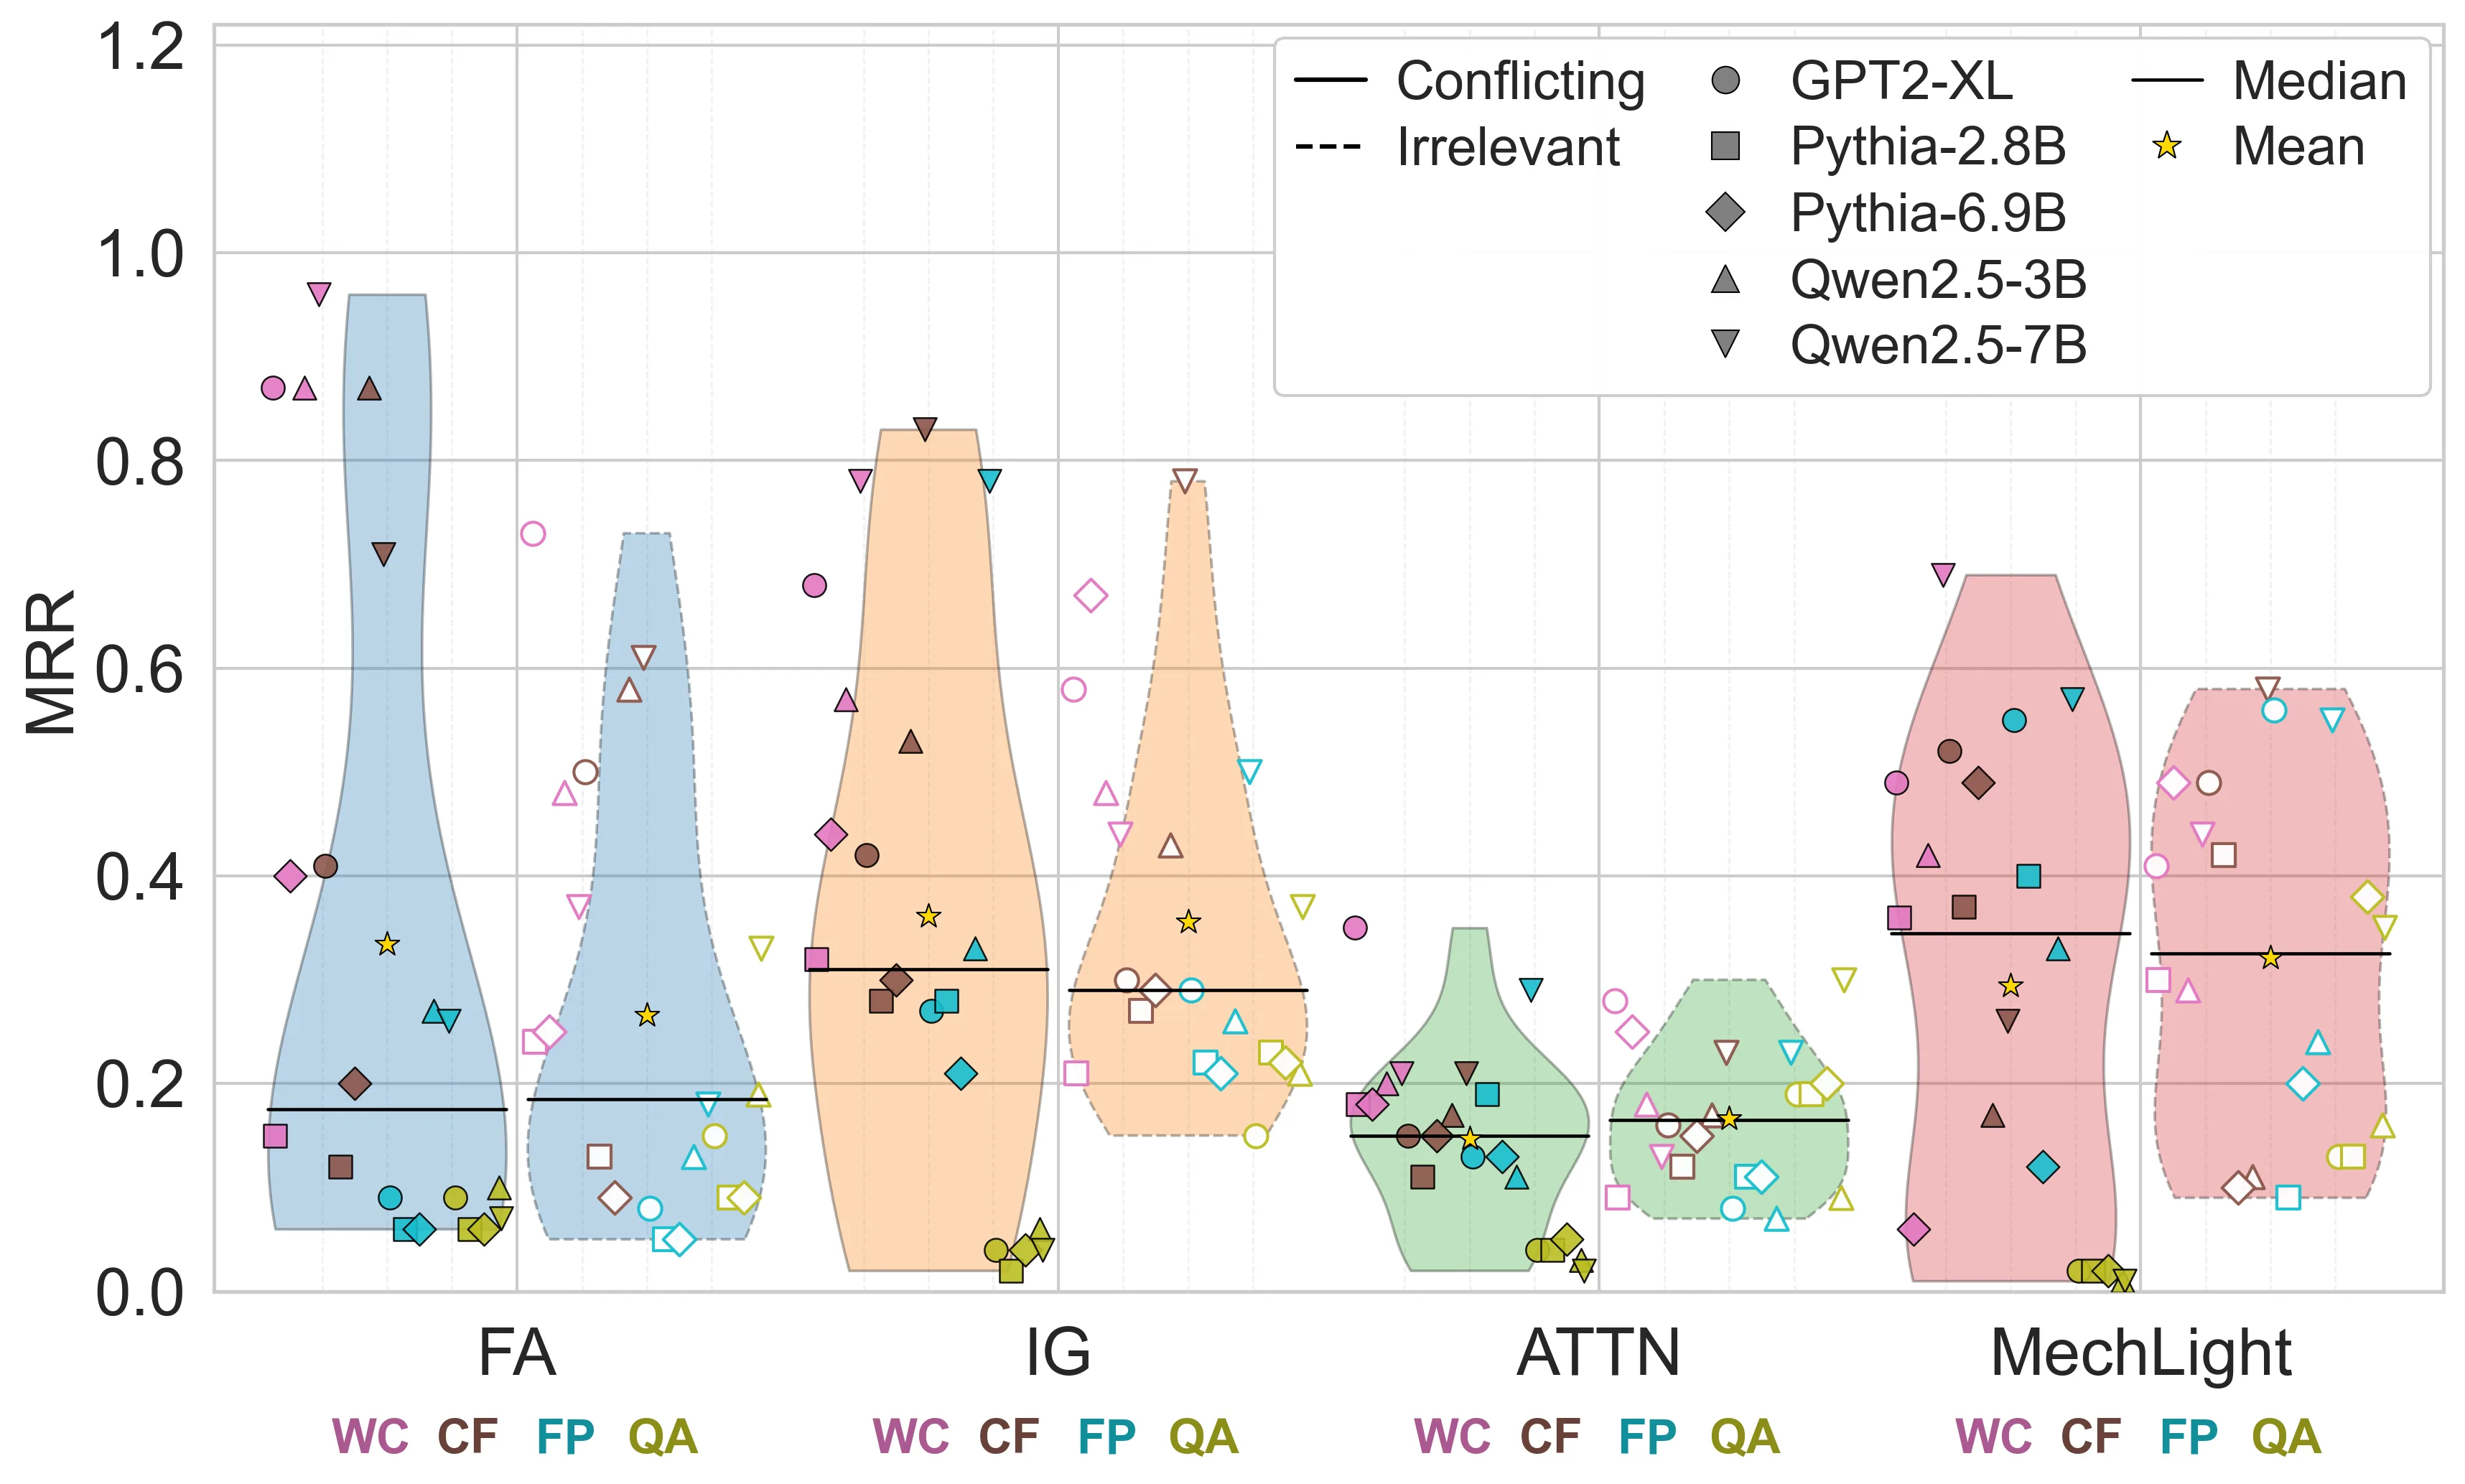 MRR
1.2
1.0
0.8
0.6
0.4
0.2
0.0
Conflicting
Irrelevant
GPT2-XL
Pythia-2.8B
Pythia-6.9B
Qwen2.5-3B
Qwen2.5-7B
Median
Mean
FA IG ATTN MechLight
WC CF FP QA WC CF FP QA WC CF FP QA WC CF FP QA